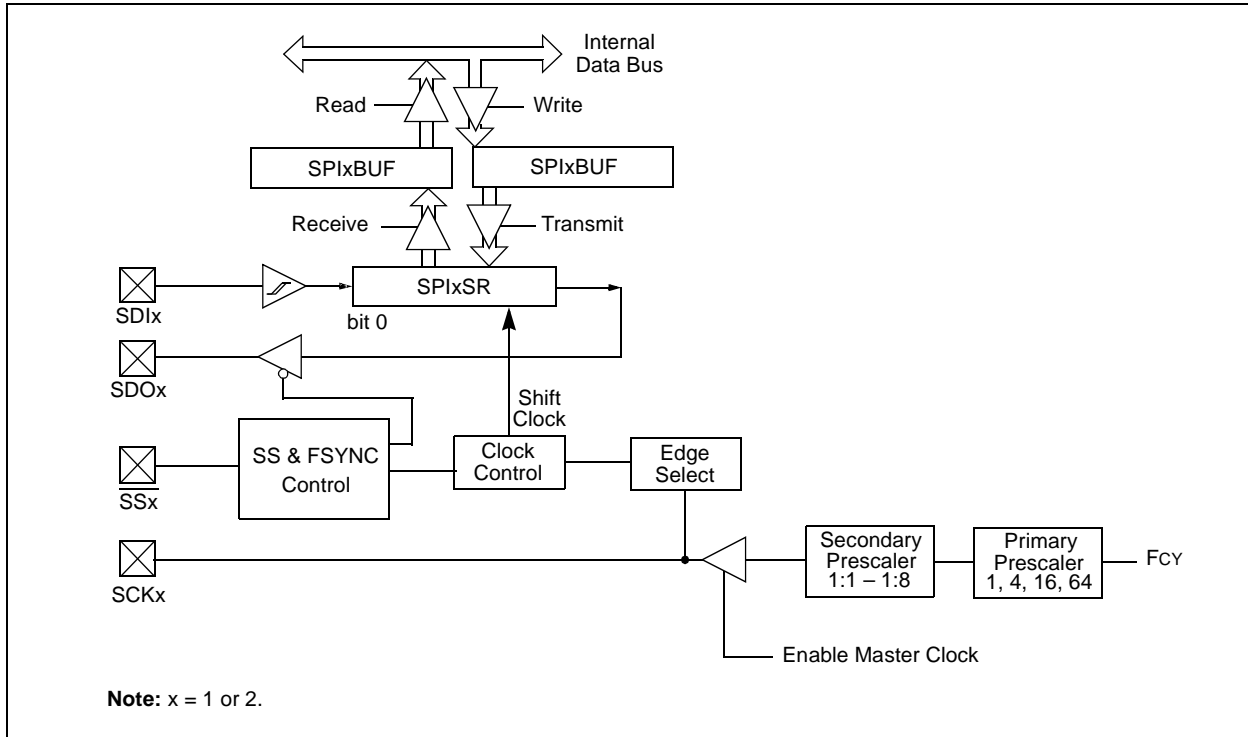 Internal
Data Bus
Read
Write
SPIxBUF
SPIxBUF
Receive
Transmit
SPIxSR
SDIx
bit 0
SDOx
Shift
Clock
SS & FSYNC
Control
Clock
Control
Edge
Select
SSx
Secondary
Prescaler
1:1 – 1:8
Primary
Prescaler
1, 4, 16, 64
FCY
SCKx
Enable Master Clock
Note: x = 1 or 2.